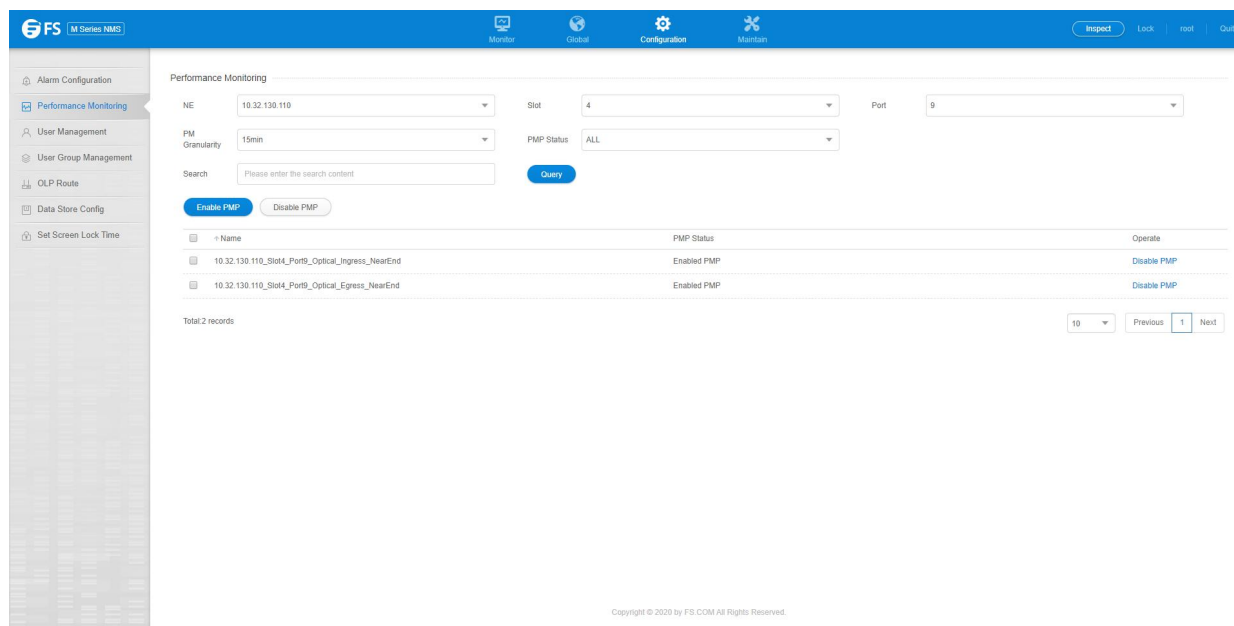 FS M Series NMS
Monitor Global Configuration Maintain
Inspect Lock root Quit
Alarm Configuration
Performance Monitoring
User Management
User Group Management
OLP Route
Data Store Config
Set Screen Lock Time
Performance Monitoring
NE 10.32.130.110 Slot 4 Port 9
PM
Granularity 15min PMP Status ALL
Search Please enter the search content Query
Enable PMP Disable PMP
Name PMP Status Operate
10.32.130.110_Slot4_Port9_Optical_Ingress_NearEnd Enabled PMP Disable PMP
10.32.130.110_Slot4_Port9_Optical_Egress_NearEnd Enabled PMP Disable PMP
Total:2 records 10 Previous 1 Next
Copyright © 2020 by FS.COM All Rights Reserved.